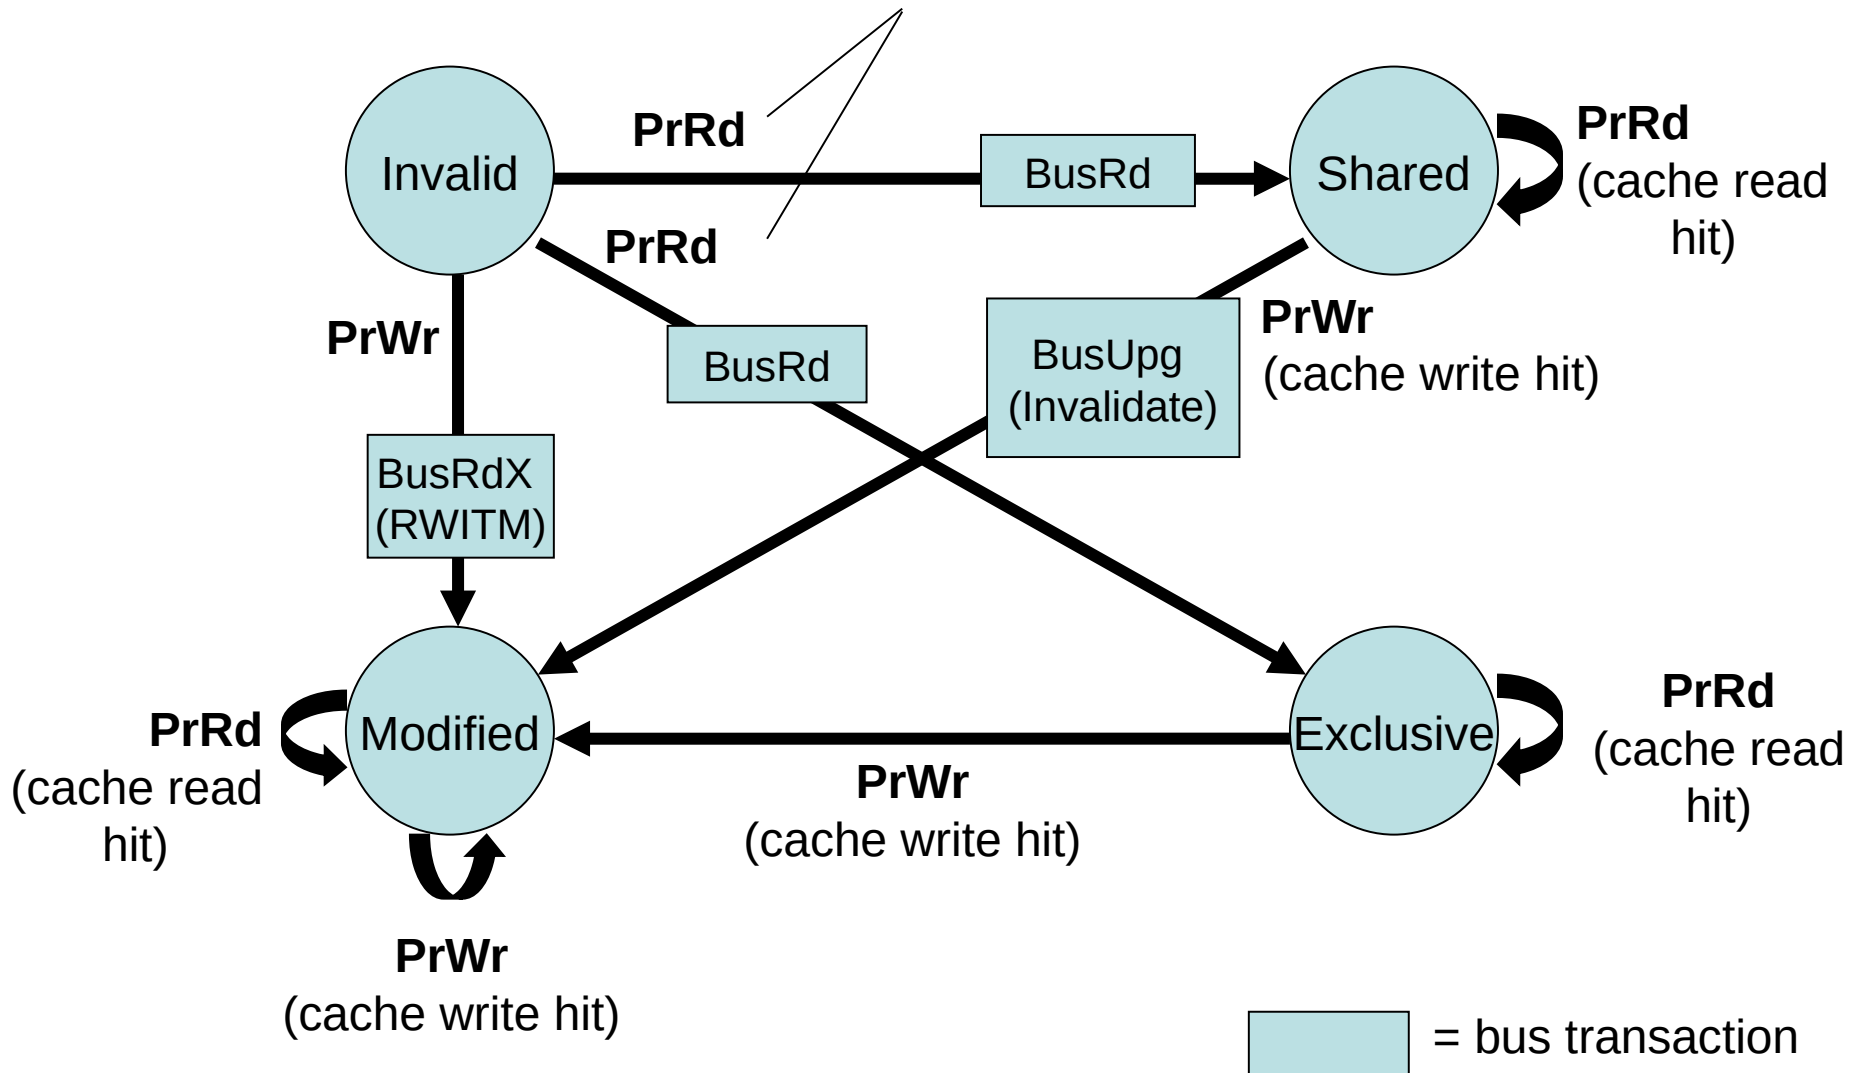 PrRd
Invalid
BusRd
Shared
PrRd
(cache read
hit)
PrRd
PrWr
BusRd
BusUpg
(Invalidate)
PrWr
(cache write hit)
BusRdX
(RWITM)
PrRd
(cache read
hit)
Modified
Exclusive
PrRd
(cache read
hit)
PrWr
(cache write hit)
PrWr
(cache write hit)
= bus transaction